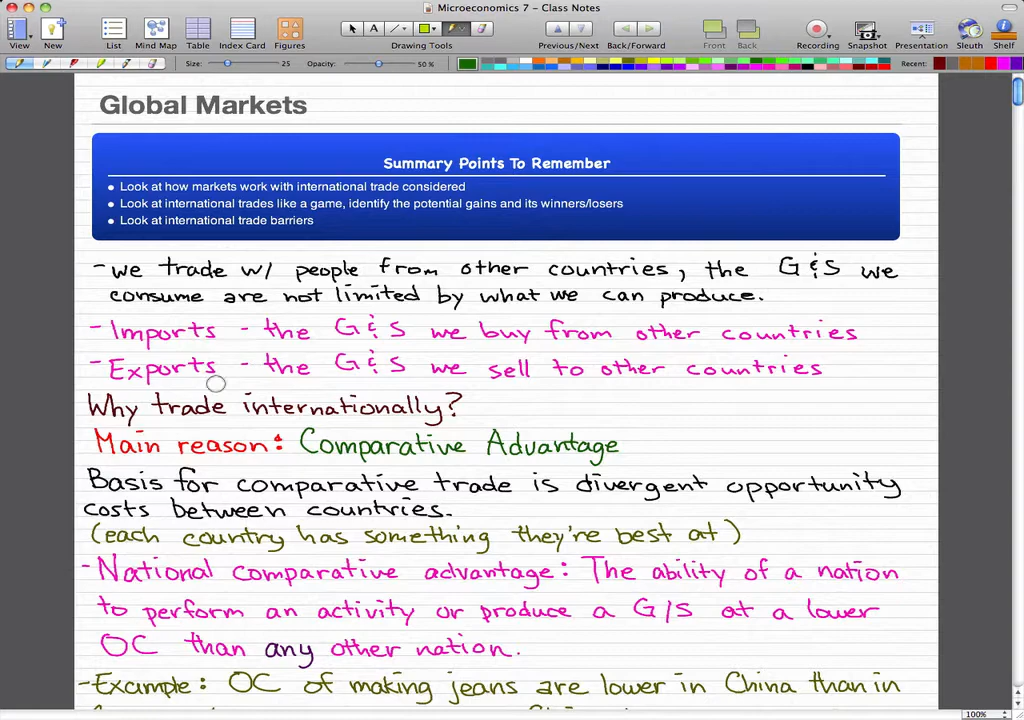 Microeconomics 7 - Class Notes
View New List Mind Map Table Index Card Figures Drawing Tools Previous/Next Back/Forward Front Back Recording Snapshot Presentation Sleuth Shelf
Size: 25 Opacity: 50 % Recent:
Global Markets
Summary Points To Remember
• Look at how markets work with international trade considered
• Look at international trades like a game, identify the potential gains and its winners/losers
• Look at international trade barriers
- we trade w/ people from other countries, the G & S we
consume are not limited by what we can produce.
- Imports - the G & S we buy from other countries
- Exports - the G & S we sell to other countries
Why trade internationally?
Main reason: Comparative Advantage
Basis for comparative trade is divergent opportunity
costs between countries.
(each country has something they're best at)
- National comparative advantage: The ability of a nation
to perform an activity or produce a G/S at a lower
OC than any other nation.
- Example: OC of making jeans are lower in China than in
100%